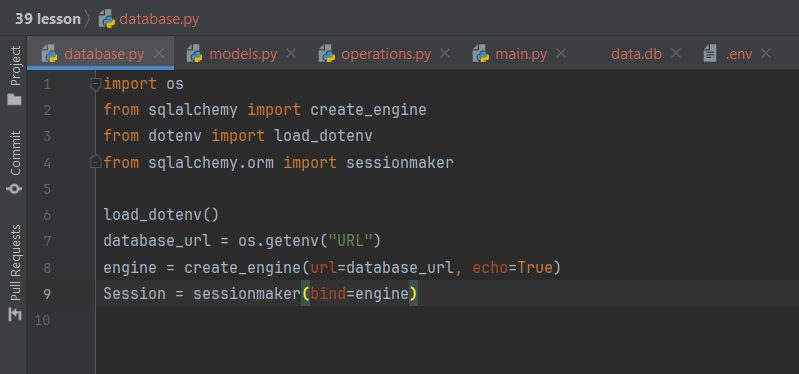 39 lesson database.py
database.py models.py operations.py main.py data.db .env
Project
Commit
Pull Requests
1 import os
2 from sqlalchemy import create_engine
3 from dotenv import load_dotenv
4 from sqlalchemy.orm import sessionmaker
5
6 load_dotenv()
7 database_url = os.getenv("URL")
8 engine = create_engine(url=database_url, echo=True)
9 Session = sessionmaker(bind=engine)
10